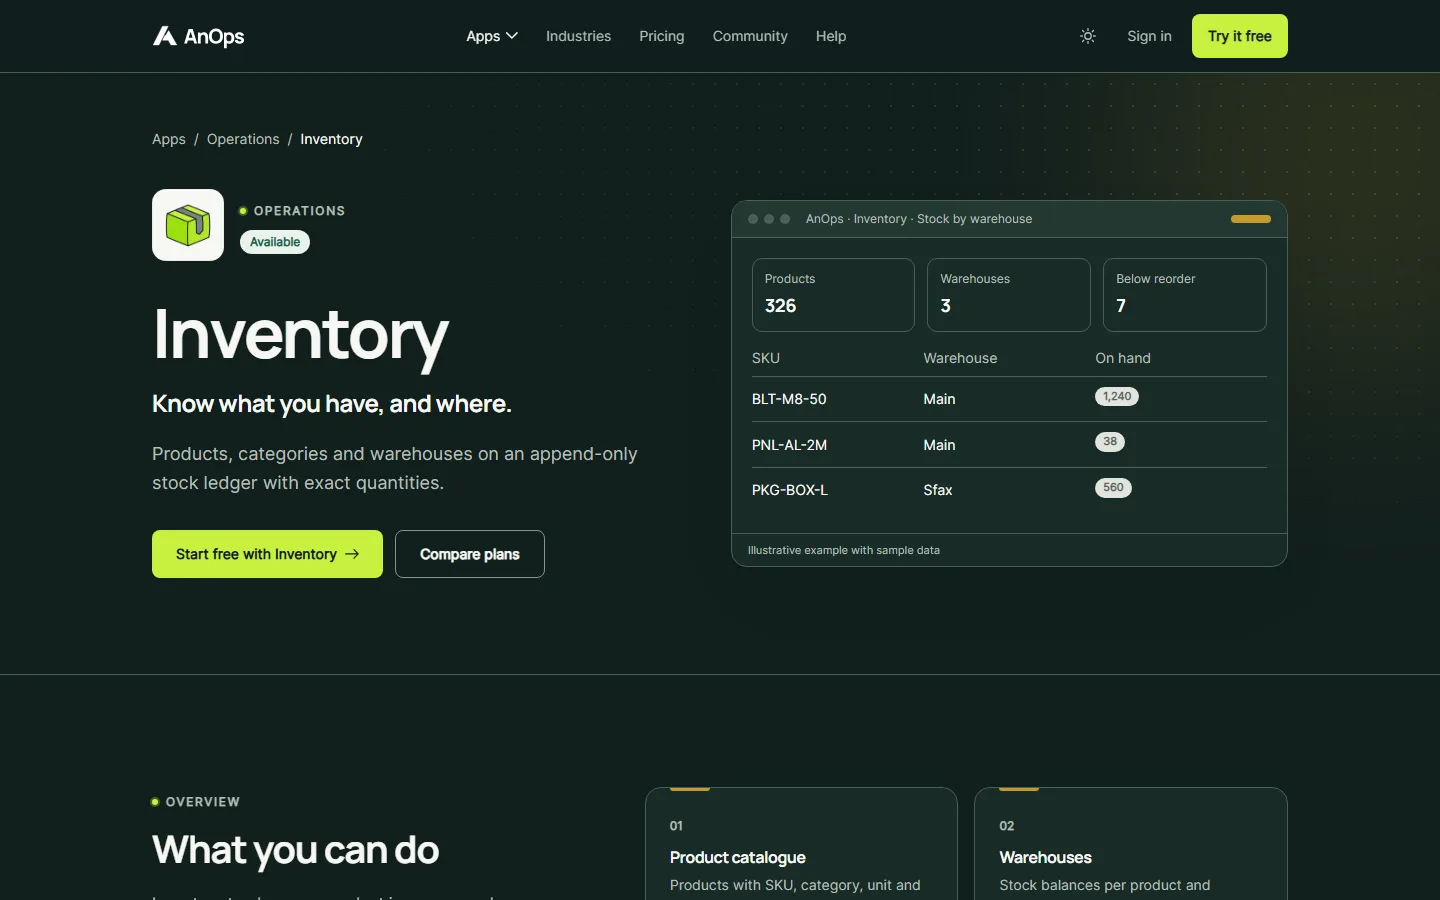 AnOps
Apps
Industries
Pricing
Community
Help
Sign in
Try it free
Apps / Operations / Inventory
OPERATIONS
Available
Inventory
Know what you have, and where.
Products, categories and warehouses on an append-only
stock ledger with exact quantities.
Start free with Inventory →
Compare plans
AnOps · Inventory · Stock by warehouse
Products
326
Warehouses
3
Below reorder
7
SKU Warehouse On hand
BLT-M8-50 Main 1,240
PNL-AL-2M Main 38
PKG-BOX-L Sfax 560
Illustrative example with sample data
OVERVIEW
What you can do
01
Product catalogue
Products with SKU, category, unit and
02
Warehouses
Stock balances per product and